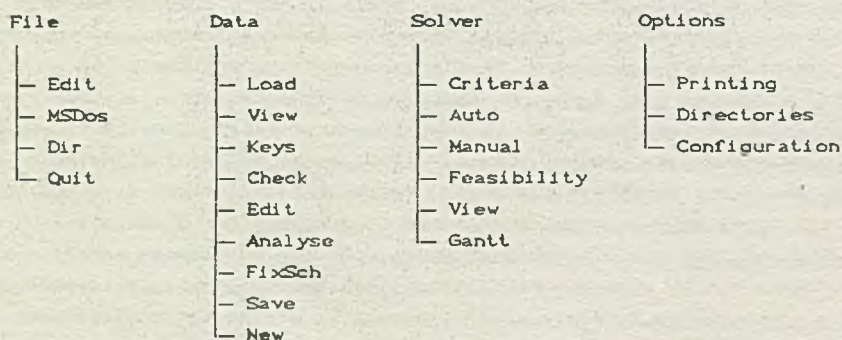 File Data Solver Options
Edit Load Criteria Printing
MSDos View Auto Directories
Dir Keys Manual Configuration
Quit Check Feasibility
Edit View
Analyse Gantt
FixSch
Save
New